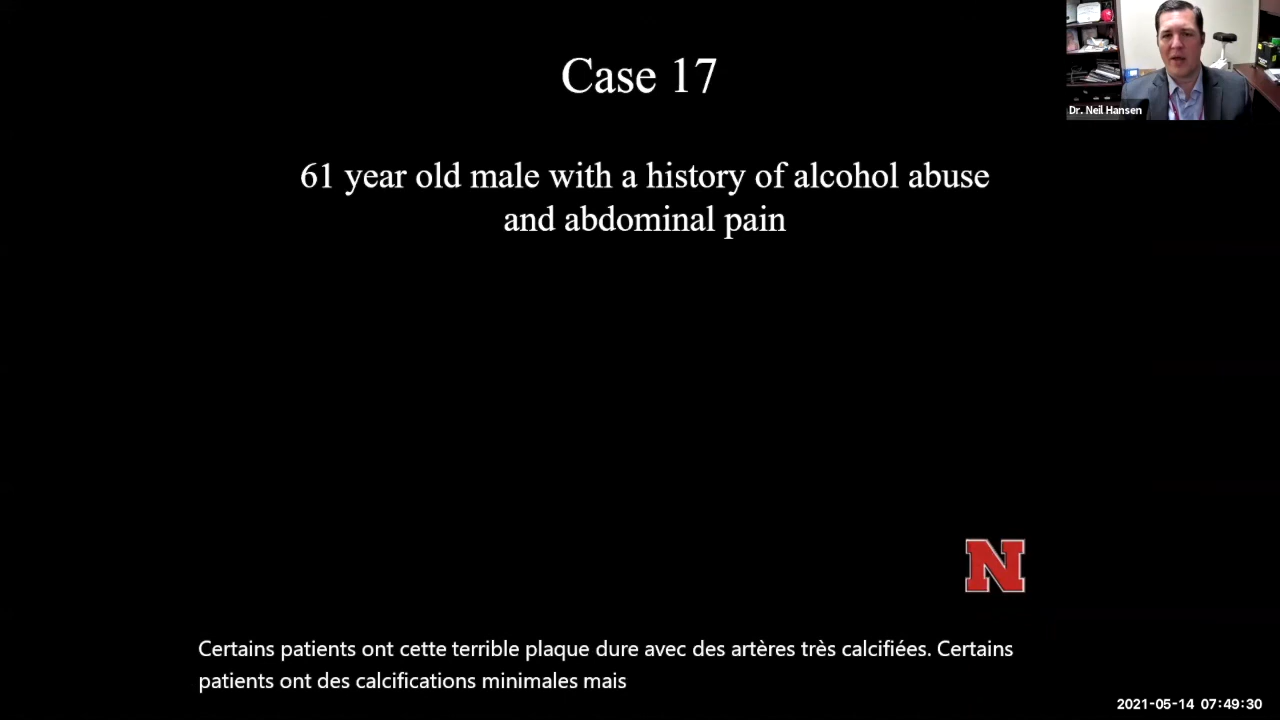 Case 17
Dr. Neil Hansen
61 year old male with a history of alcohol abuse
and abdominal pain
N
Certains patients ont cette terrible plaque dure avec des artères très calcifiées. Certains
patients ont des calcifications minimales mais
2021-05-14 07:49:30